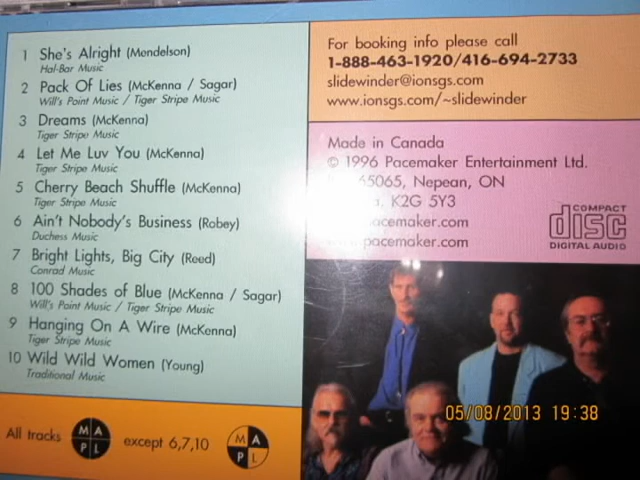 1 She's Alright (Mendelson)
Hal-Bar Music
2 Pack Of Lies (McKenna / Sagar)
Will's Point Music / Tiger Stripe Music
3 Dreams (McKenna)
Tiger Stripe Music
4 Let Me Luv You (McKenna)
Tiger Stripe Music
5 Cherry Beach Shuffle (McKenna)
Tiger Stripe Music
6 Ain't Nobody's Business (Robey)
Duchess Music
7 Bright Lights, Big City (Reed)
Conrad Music
8 100 Shades of Blue (McKenna / Sagar)
Will's Point Music / Tiger Stripe Music
9 Hanging On A Wire (McKenna)
Tiger Stripe Music
10 Wild Wild Women (Young)
Traditional Music
All tracks MAPL except 6,7,10 MAPL
For booking info please call
1-888-463-1920/416-694-2733
slidewinder@ionsgs.com
www.ionsgs.com/~slidewinder
Made in Canada
© 1996 Pacemaker Entertainment Ltd.
65065, Nepean, ON
K2G 5Y3
pacemaker.com
pacemaker.com
COMPACT
disc
DIGITAL AUDIO
05/08/2013 19:38